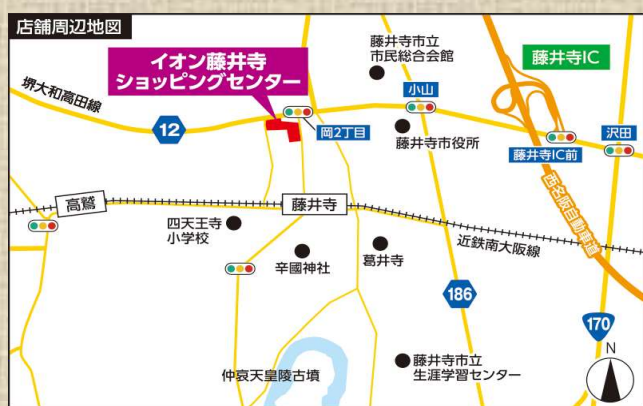 店舗周辺地図
イオン藤井寺
ショッピングセンター
藤井寺市立
市民総合会館
藤井寺IC
堺大和高田線
12
小山
岡2丁目
藤井寺市役所
藤井寺IC前
沢田
西名阪自動車道
高鷲
藤井寺
四天王寺
小学校
辛國神社
葛井寺
近鉄南大阪線
186
170
N
仲哀天皇陵古墳
藤井寺市立
生涯学習センター